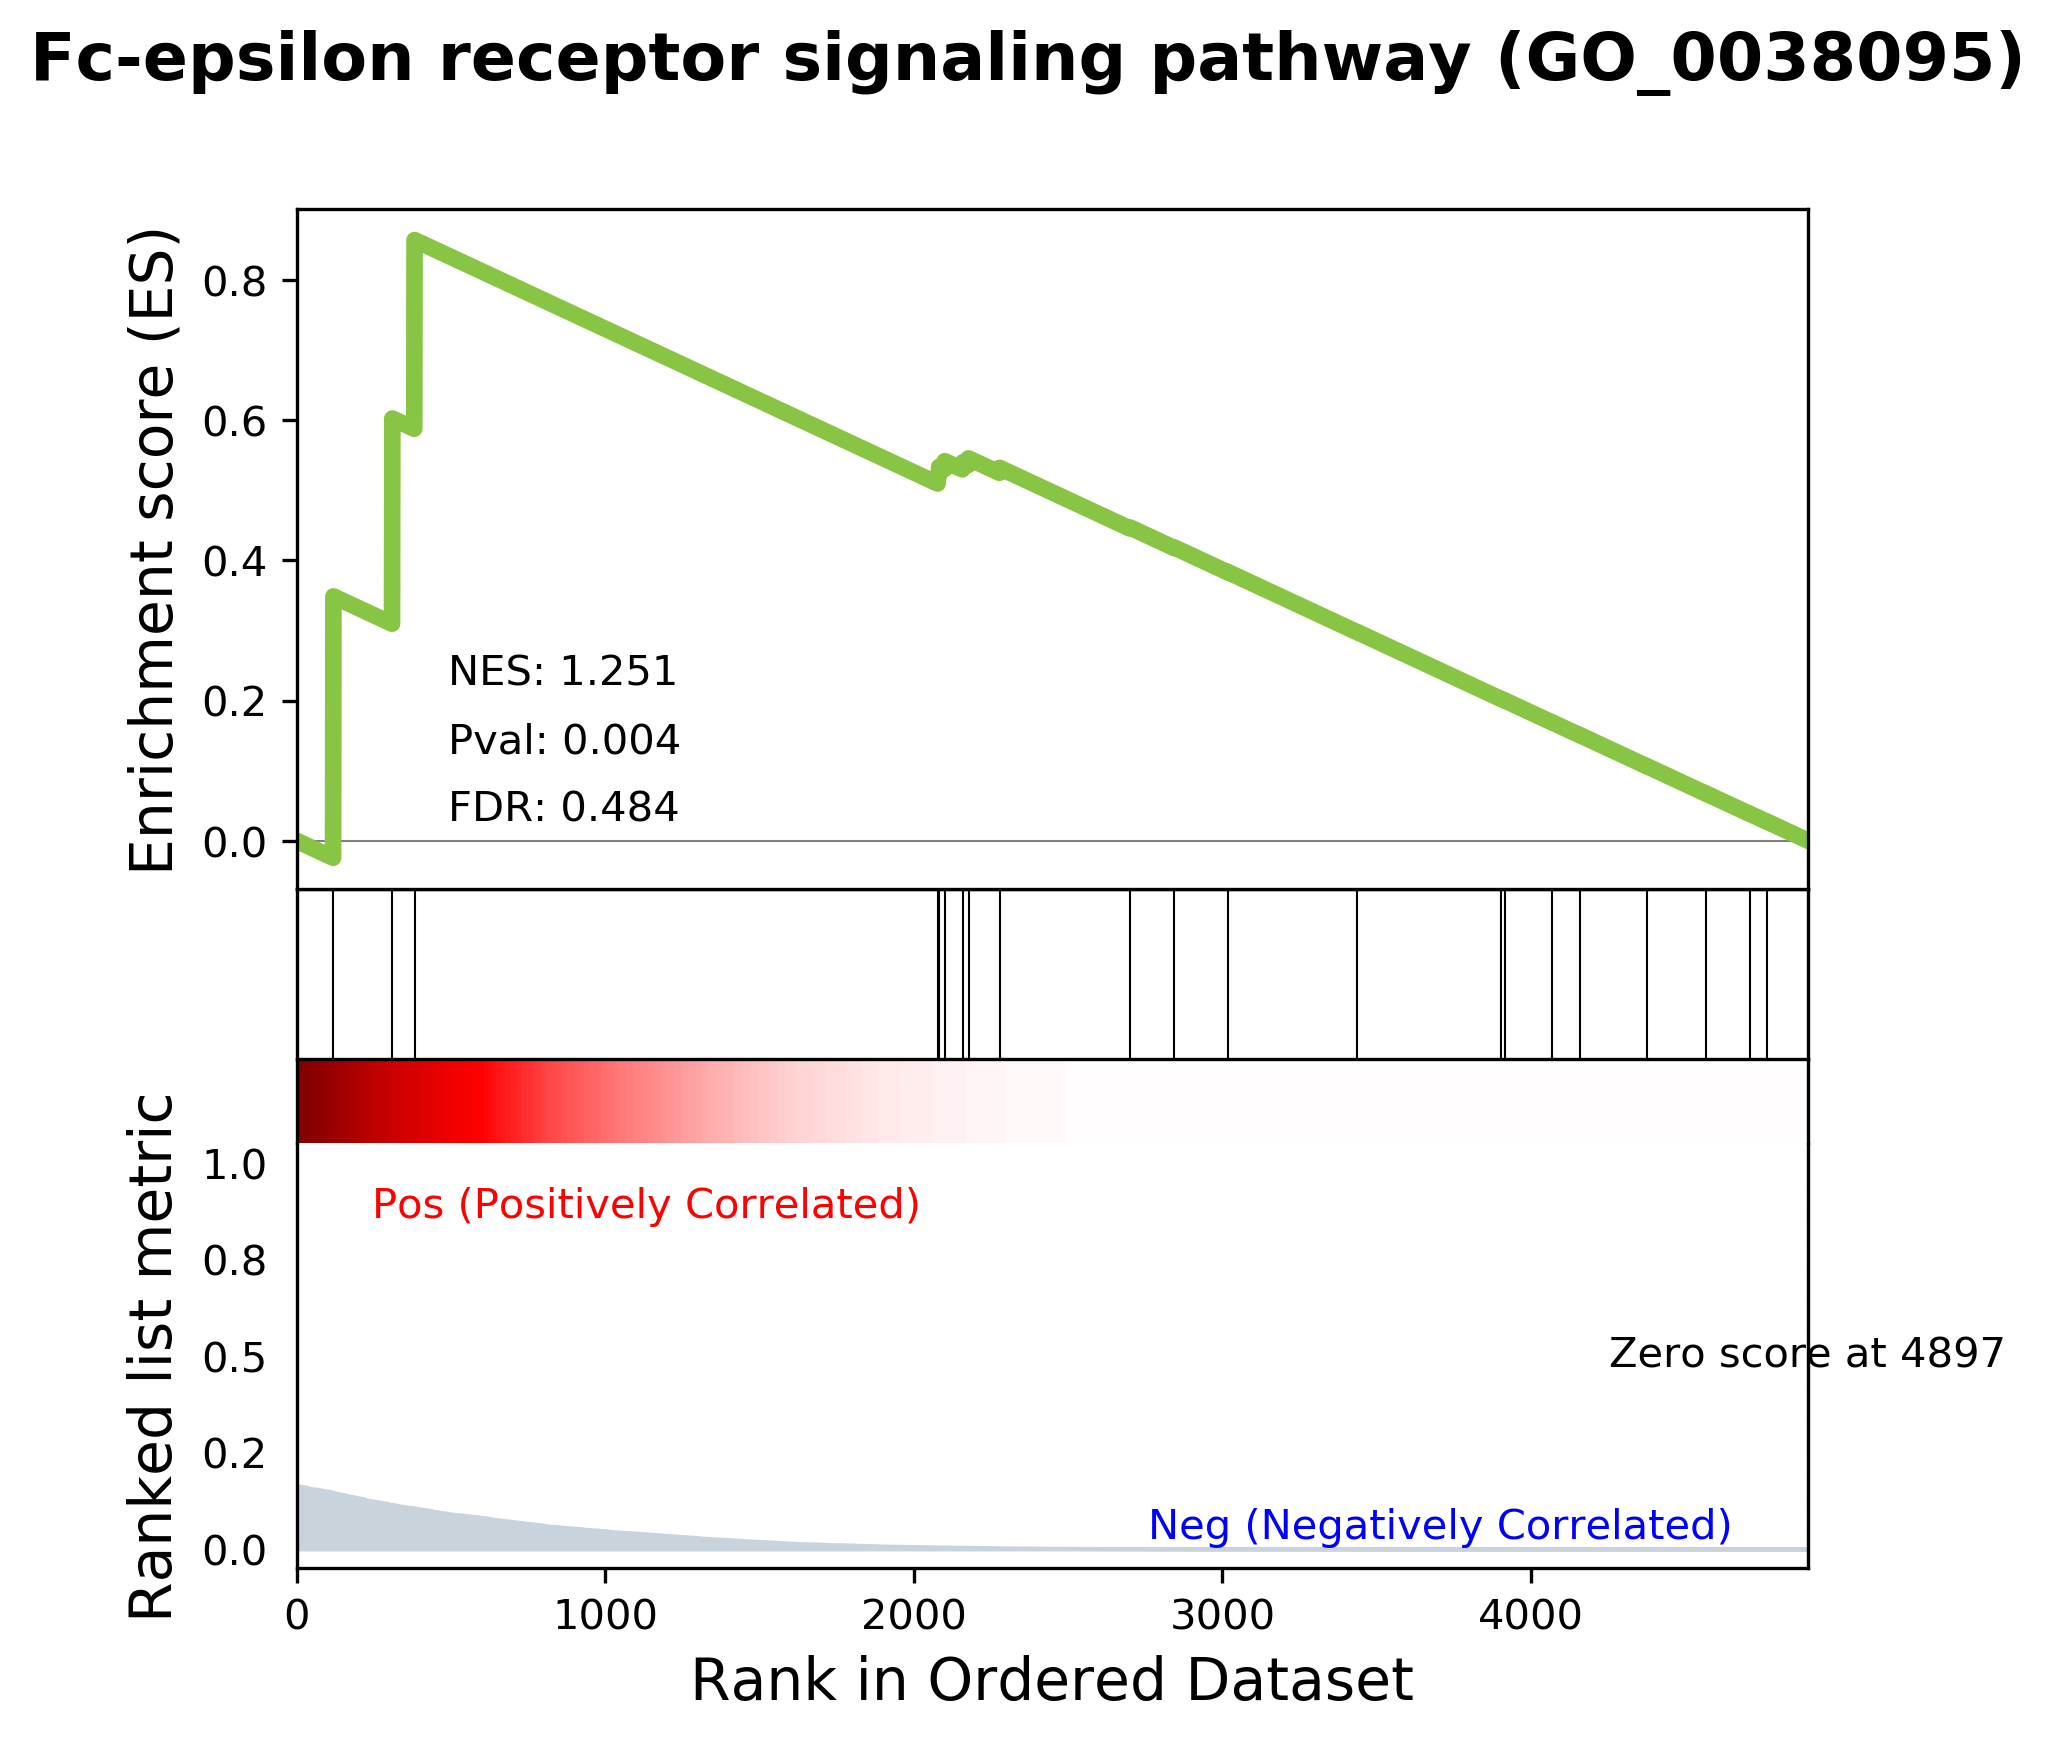 Fc-epsilon receptor signaling pathway (GO_0038095)
Enrichment score (ES)
0.8
0.6
0.4
0.2
0.0
NES: 1.251
Pval: 0.004
FDR: 0.484
Ranked list metric
1.0
0.8
0.5
0.2
0.0
Pos (Positively Correlated)
Zero score at 4897
Neg (Negatively Correlated)
0 1000 2000 3000 4000
Rank in Ordered Dataset